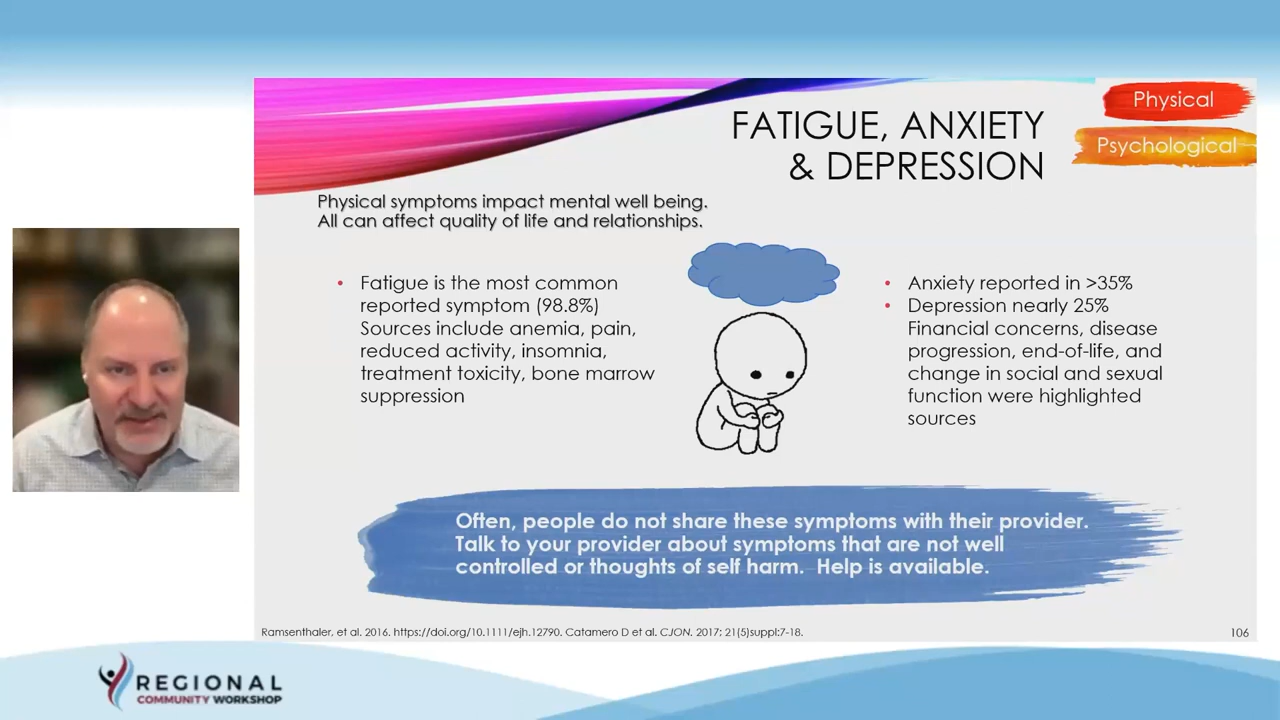 FATIGUE, ANXIETY
& DEPRESSION
Physical
Psychological
Physical symptoms impact mental well being.
All can affect quality of life and relationships.
• Fatigue is the most common
reported symptom (98.8%)
Sources include anemia, pain,
reduced activity, insomnia,
treatment toxicity, bone marrow
suppression
• Anxiety reported in >35%
• Depression nearly 25%
Financial concerns, disease
progression, end-of-life, and
change in social and sexual
function were highlighted
sources
Often, people do not share these symptoms with their provider.
Talk to your provider about symptoms that are not well
controlled or thoughts of self harm.  Help is available.
Ramsenthaler, et al. 2016. https://doi.org/10.1111/ejh.12790. Catamero D et al. CJON. 2017; 21(5)suppl:7-18.
106
REGIONAL
COMMUNITY WORKSHOP